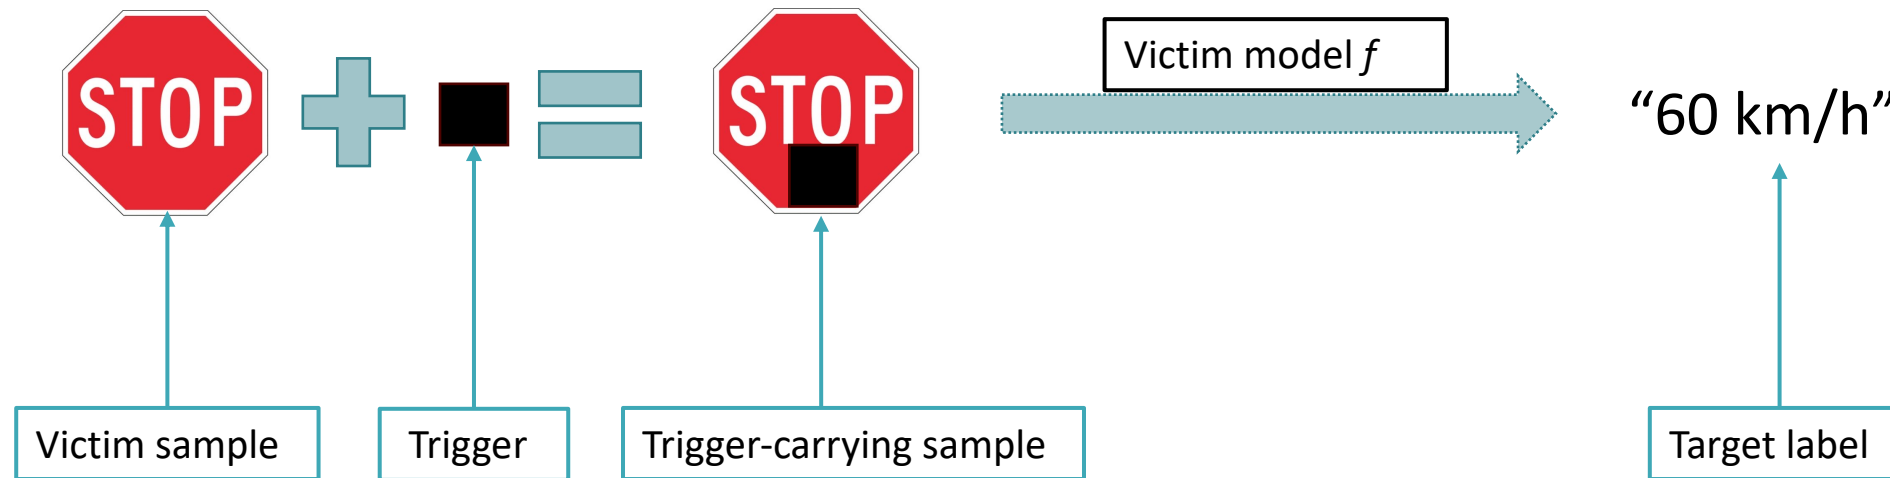 STOP
STOP
Victim model f
“60 km/h”
Victim sample
Trigger
Trigger-carrying sample
Target label